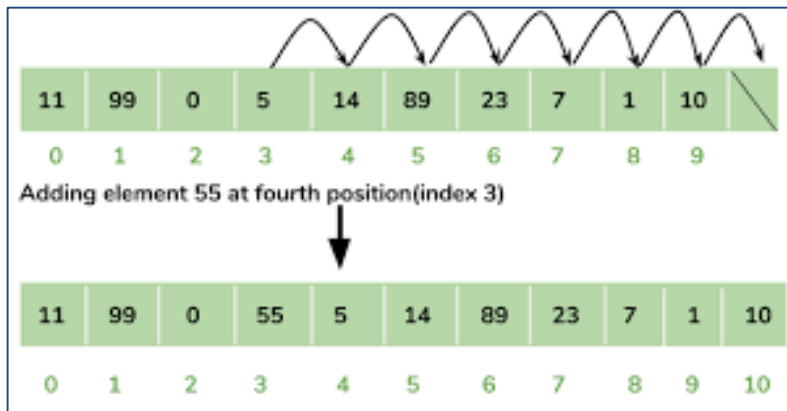 11 99 0 5 14 89 23 7 1 10
0 1 2 3 4 5 6 7 8 9
Adding element 55 at fourth position(index 3)
11 99 0 55 5 14 89 23 7 1 10
0 1 2 3 4 5 6 7 8 9 10